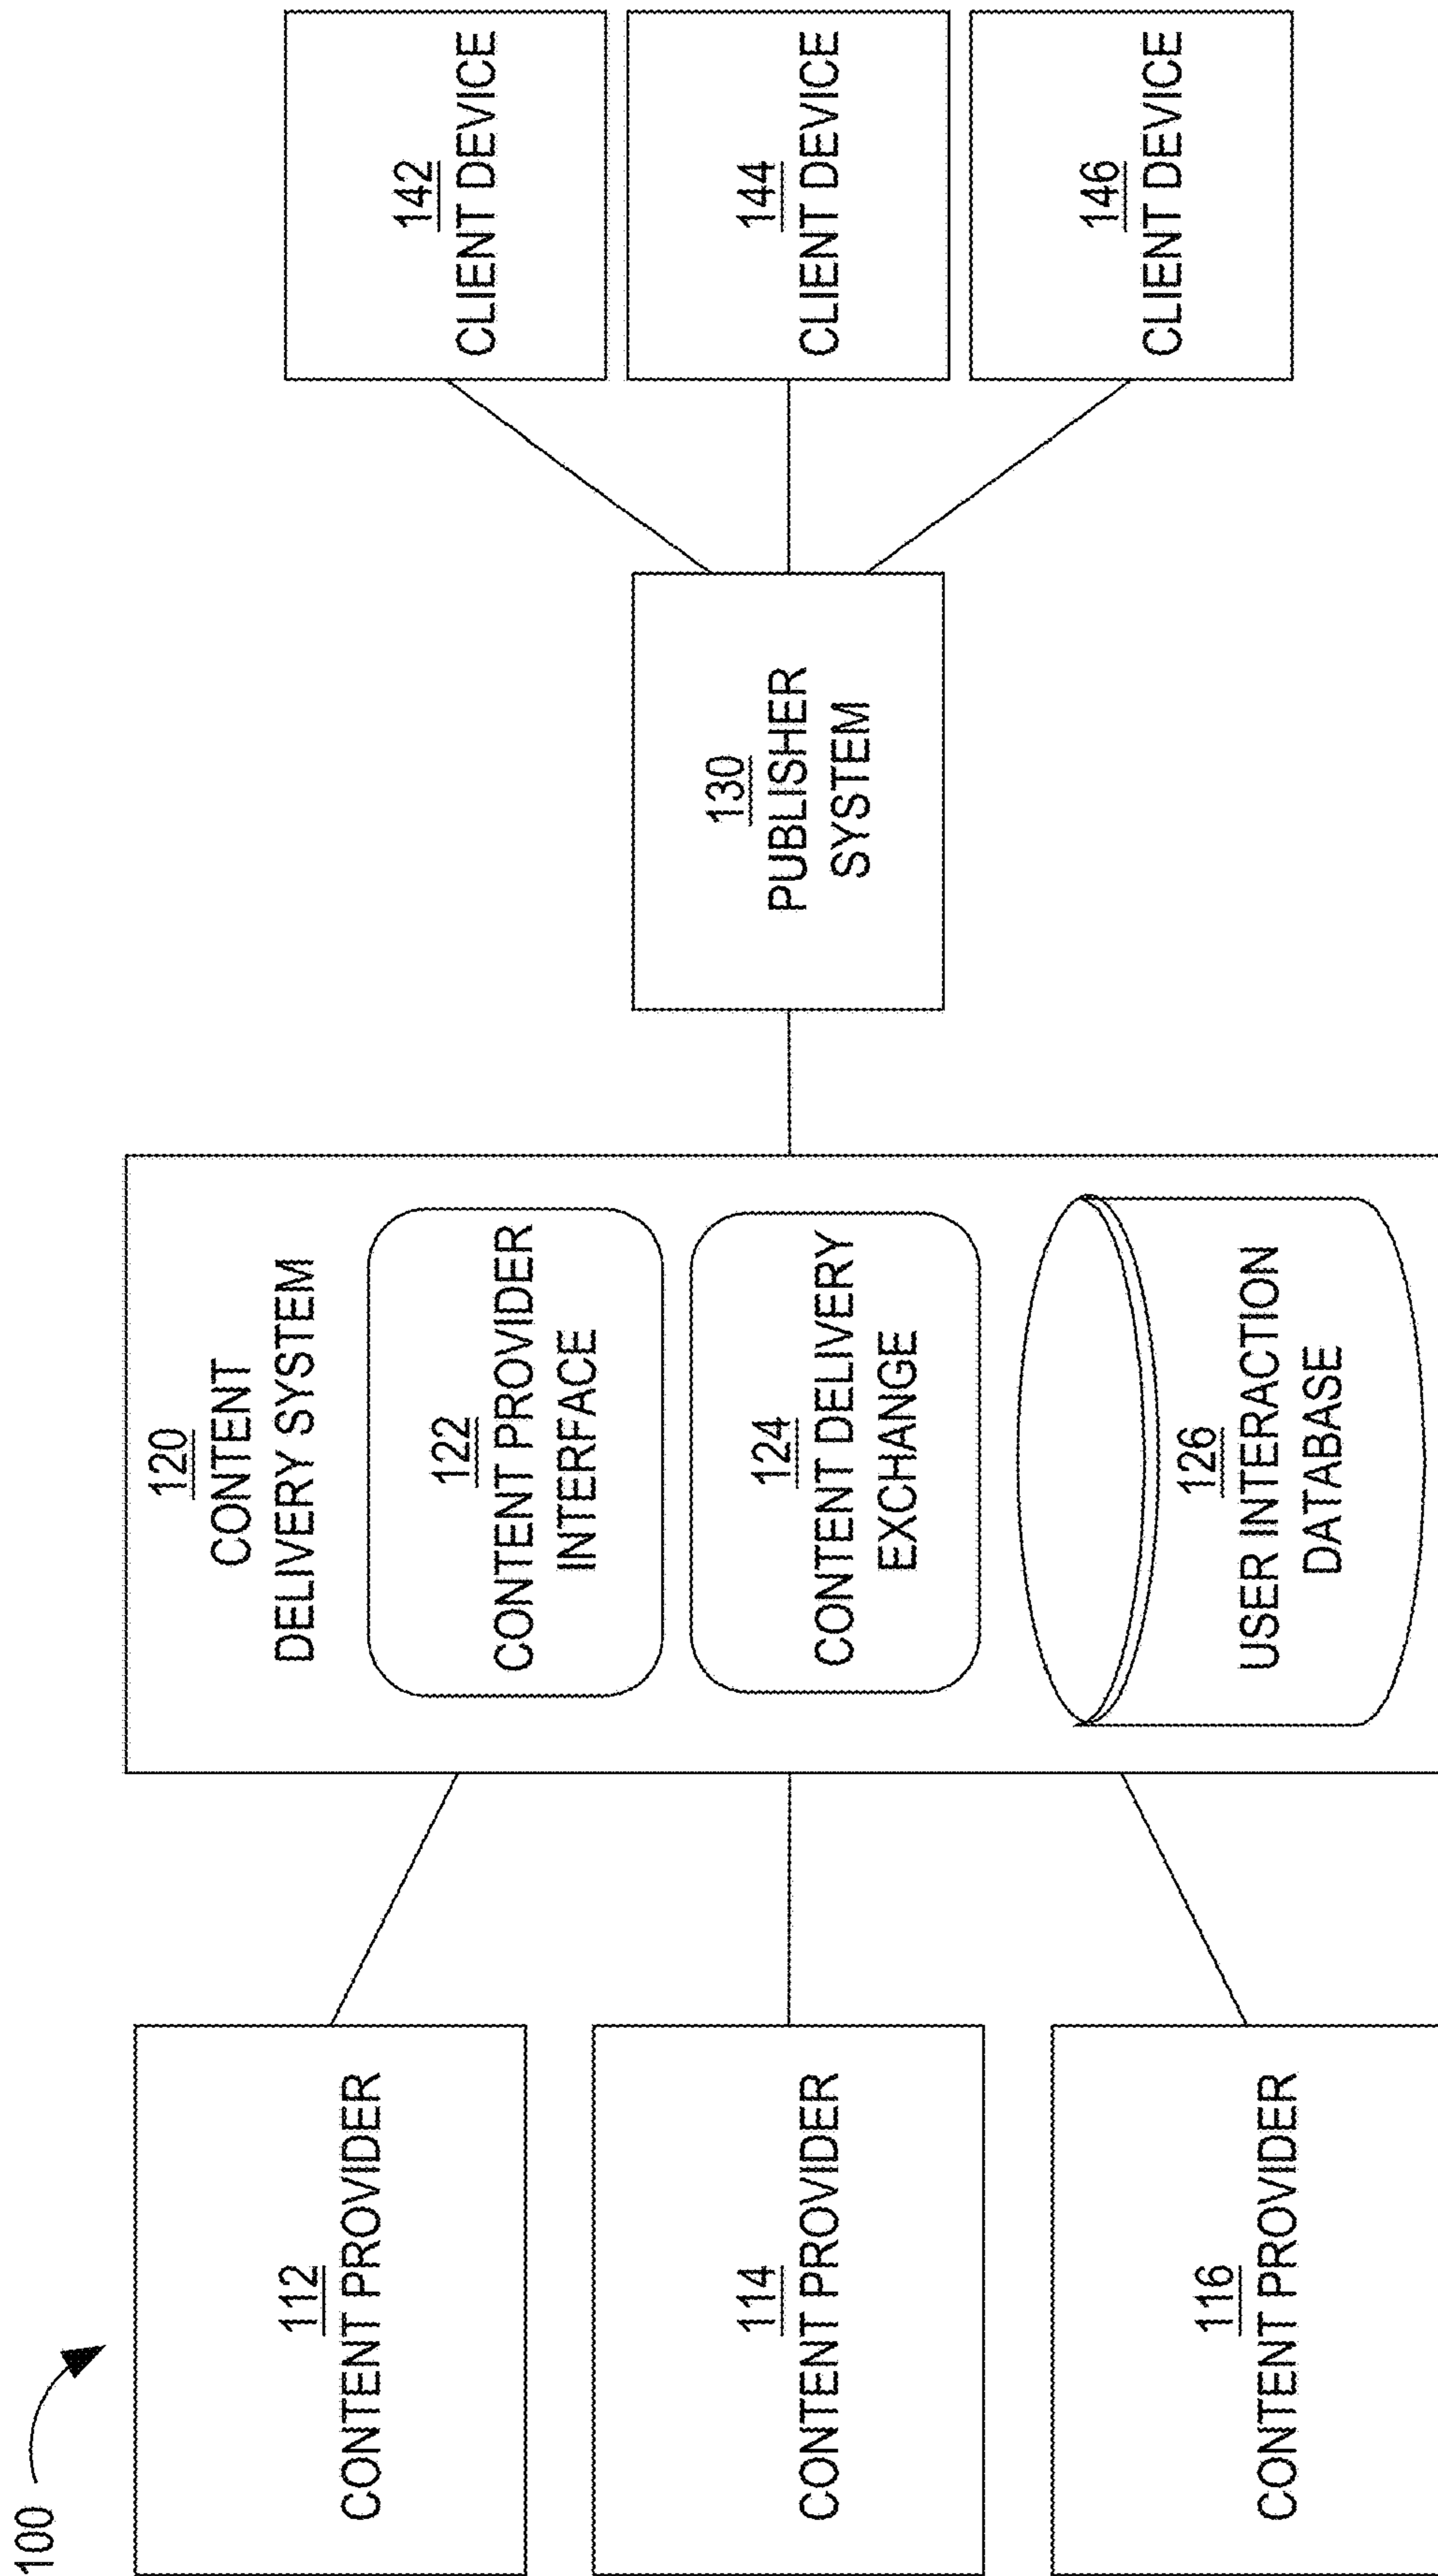 100
112
CONTENT PROVIDER
114
CONTENT PROVIDER
116
CONTENT PROVIDER
120
CONTENT
DELIVERY SYSTEM
122
CONTENT PROVIDER
INTERFACE
124
CONTENT DELIVERY
EXCHANGE
126
USER INTERACTION
DATABASE
130
PUBLISHER
SYSTEM
142
CLIENT DEVICE
144
CLIENT DEVICE
146
CLIENT DEVICE